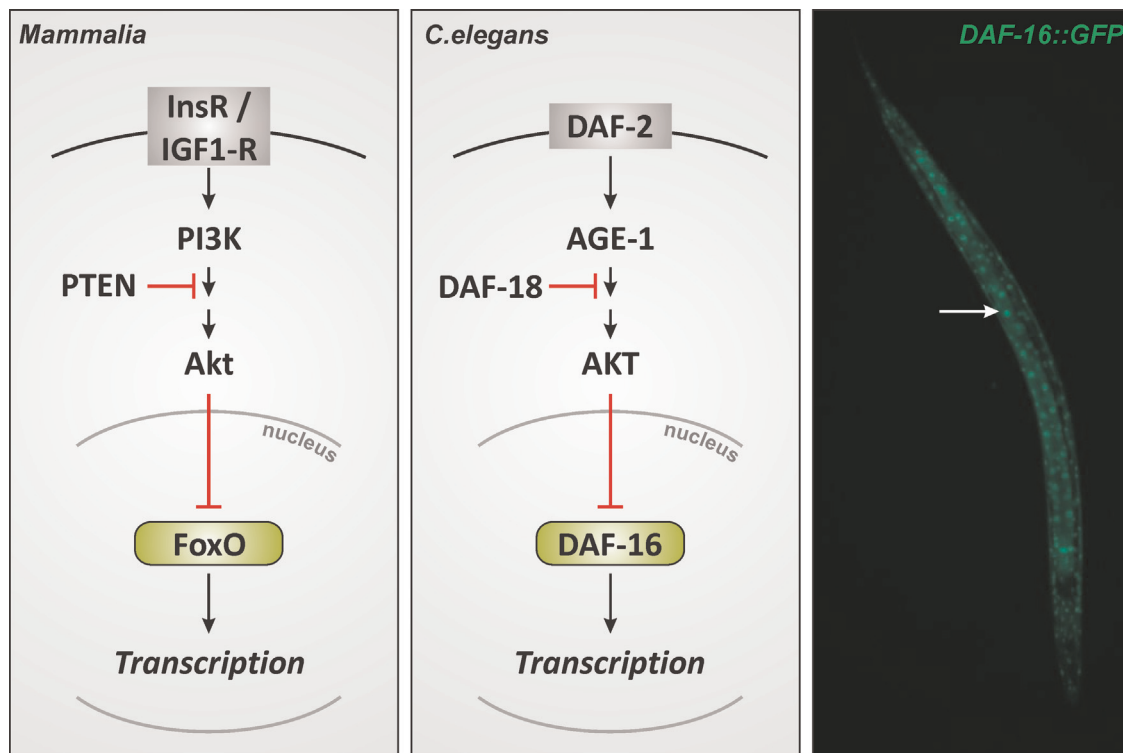 Mammalia
InsR /
IGF1-R
PI3K
PTEN
Akt
nucleus
FoxO
Transcription
C.elegans
DAF-2
AGE-1
DAF-18
AKT
nucleus
DAF-16
Transcription
DAF-16::GFP